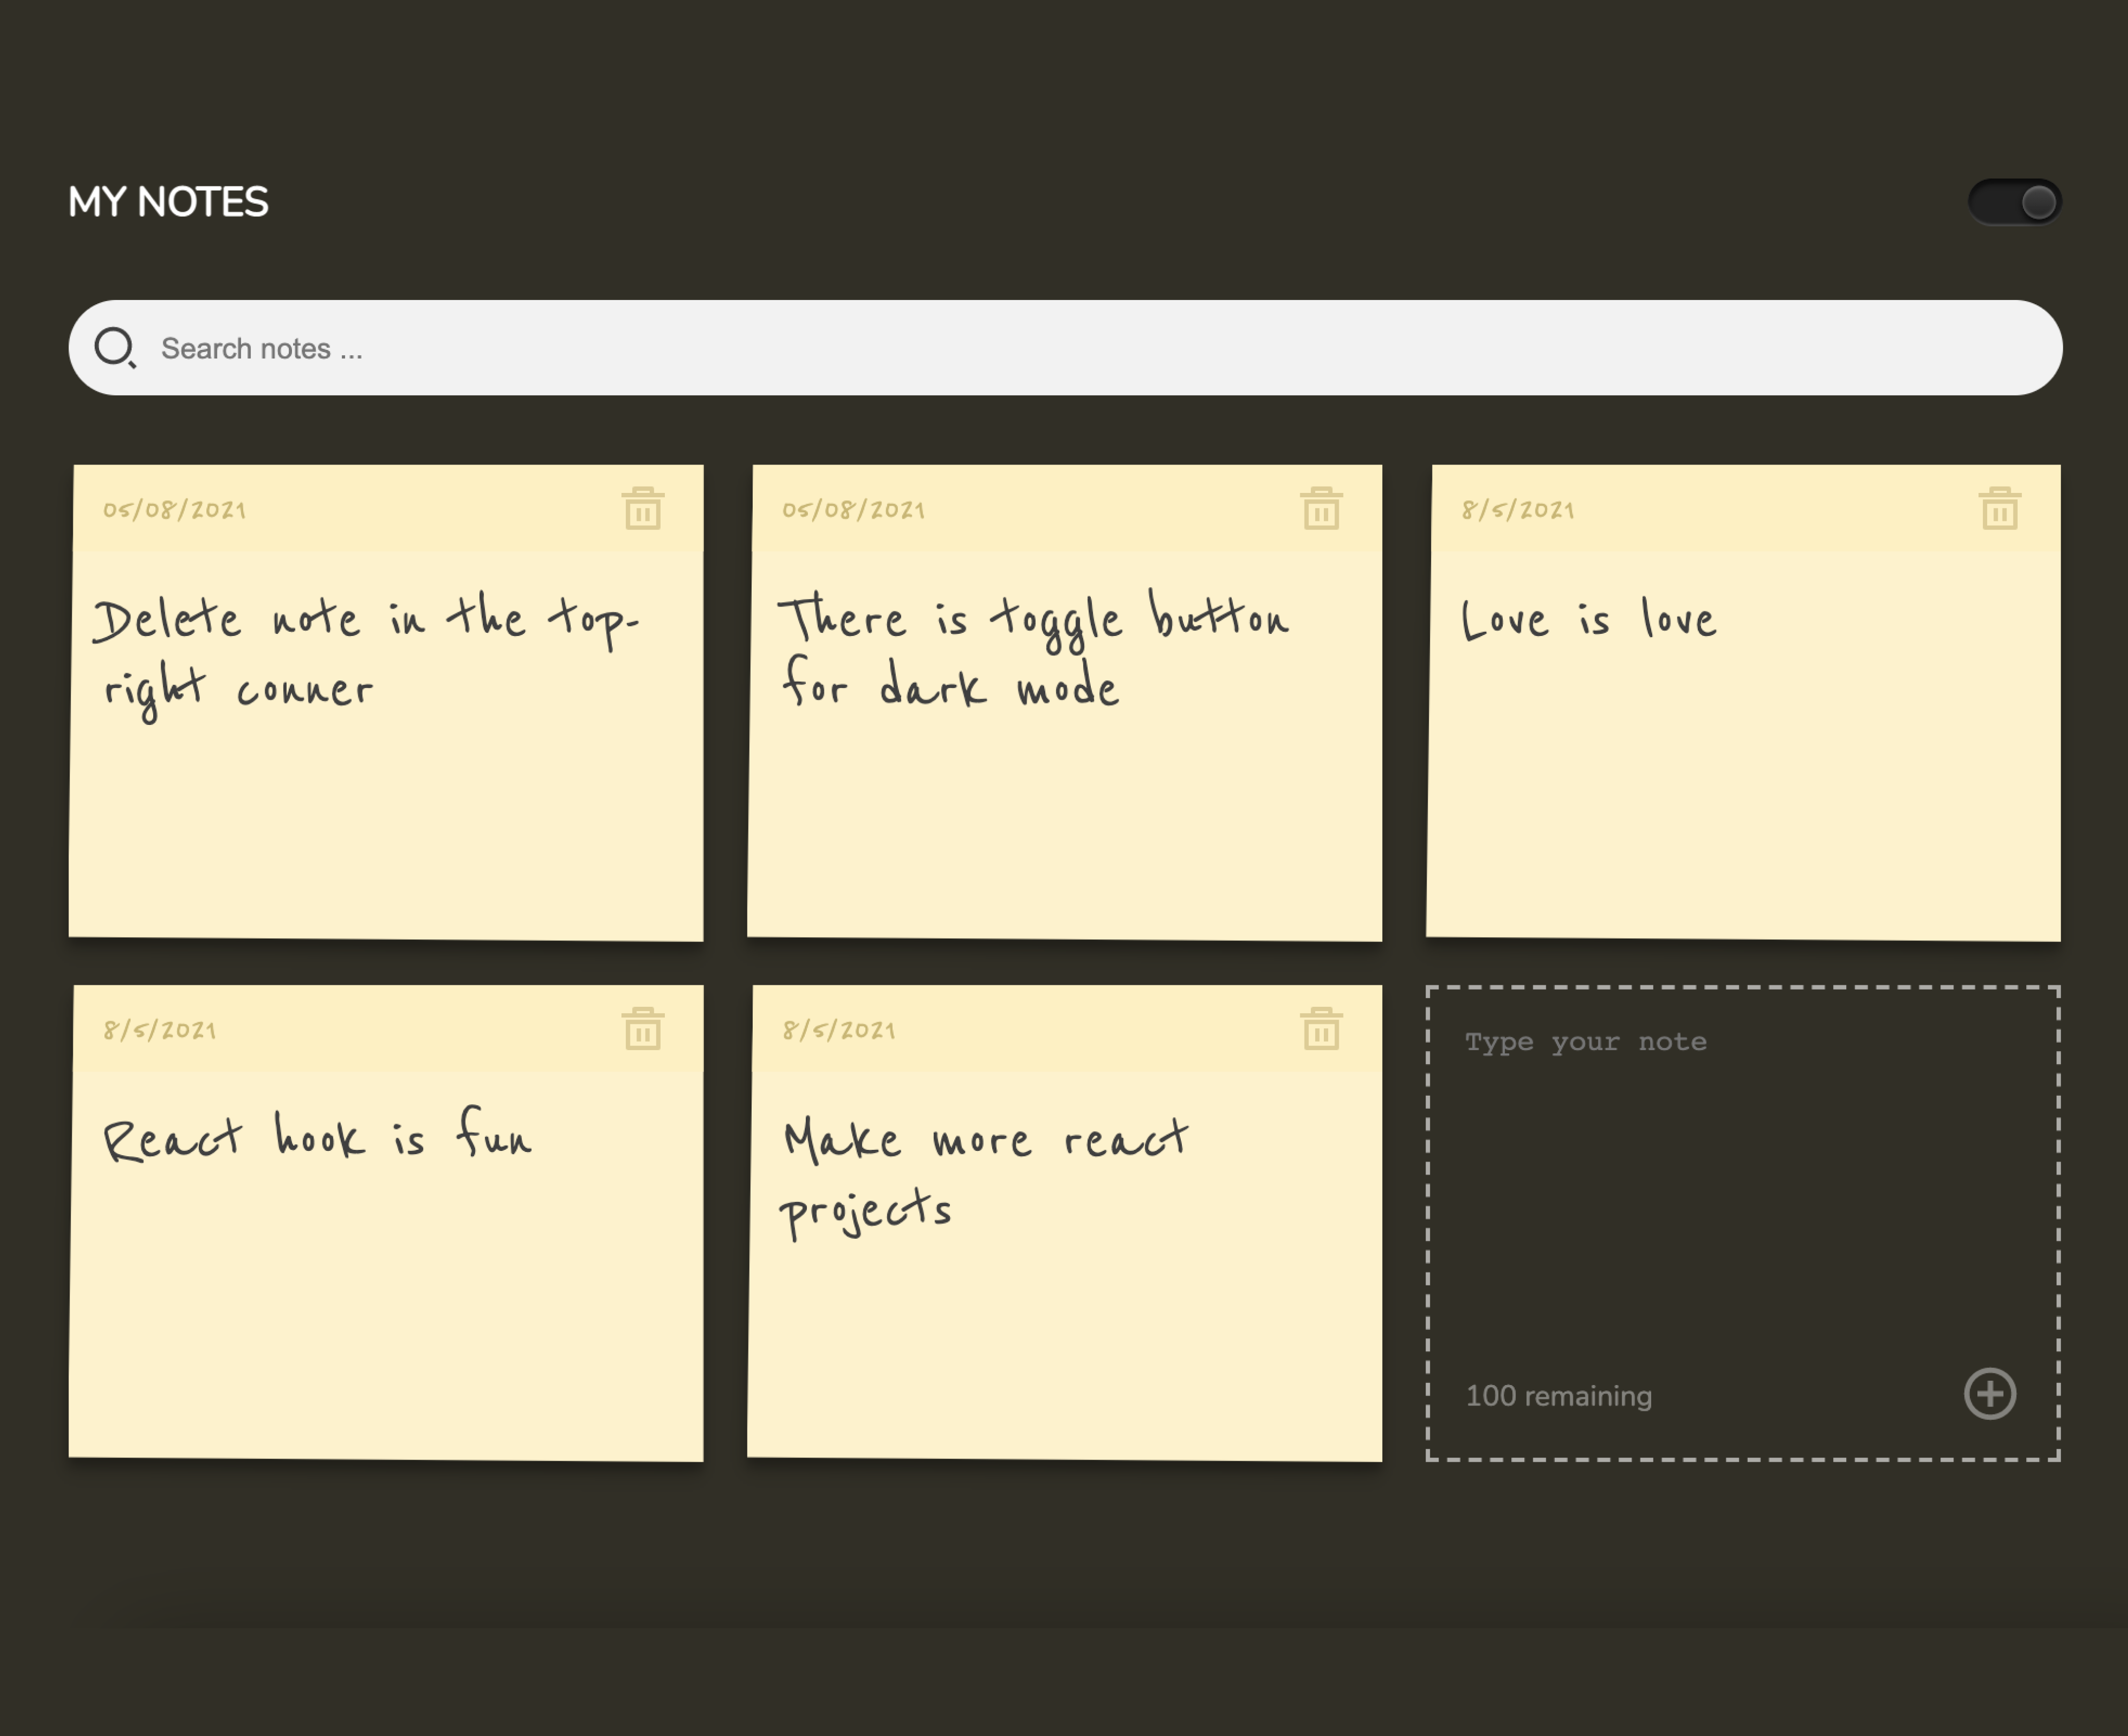 MY NOTES
Search notes ...
05/08/2021
Delete note in the top-
right conner
05/08/2021
There is toggle button
for dark mode
8/5/2021
Love is love
8/5/2021
React hook is fun
8/5/2021
Make more react
projects
Type your note
100 remaining